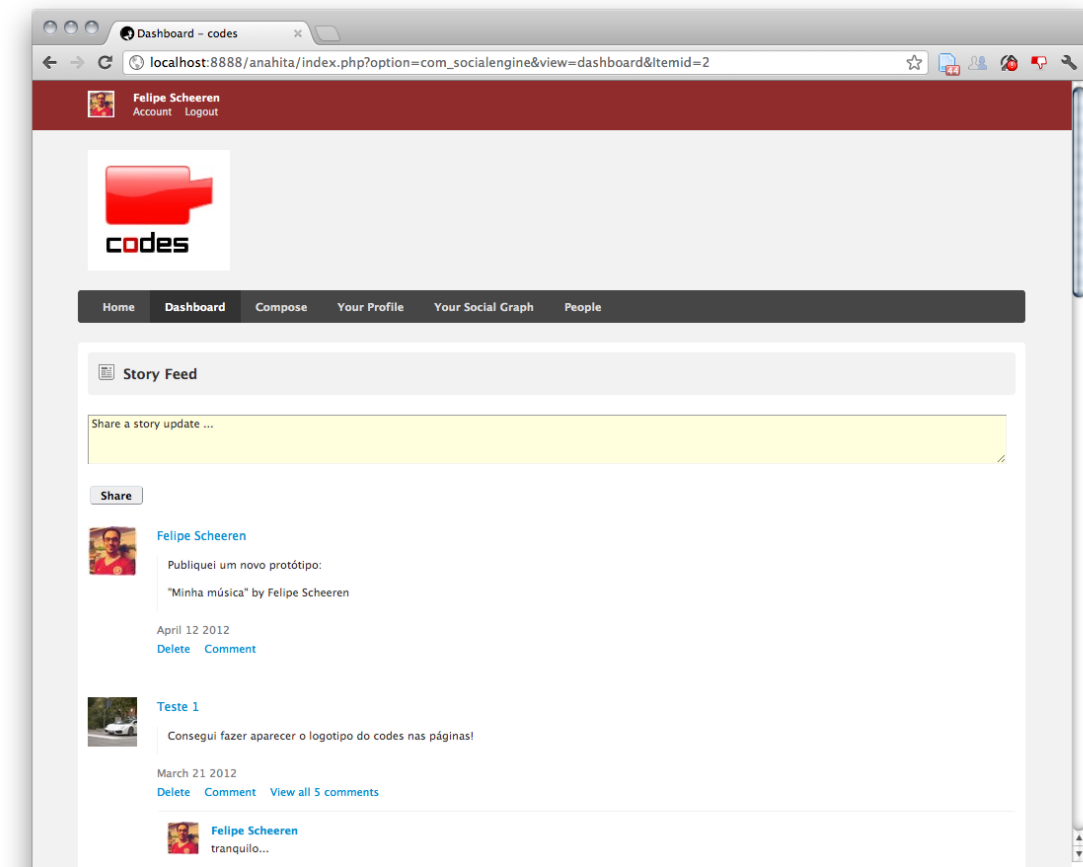 Dashboard – codes
localhost:8888/anahita/index.php?option=com_socialengine&view=dashboard&Itemid=2
Felipe Scheeren
Account Logout
codes
Home Dashboard Compose Your Profile Your Social Graph People
Story Feed
Share a story update ...
Share
Felipe Scheeren
Publiquei um novo protótipo:
"Minha música" by Felipe Scheeren
April 12 2012
Delete Comment
Teste 1
Consegui fazer aparecer o logotipo do codes nas páginas!
March 21 2012
Delete Comment View all 5 comments
Felipe Scheeren
tranquilo...